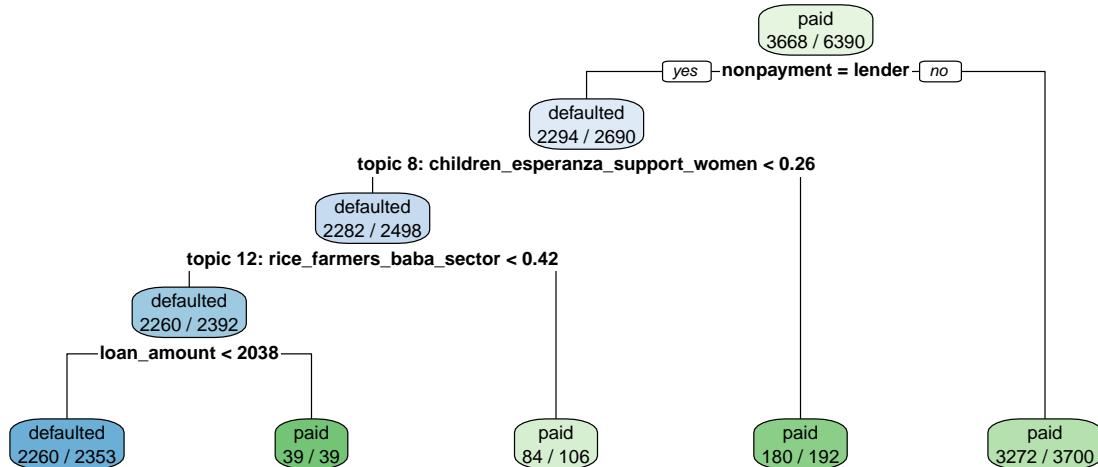 paid
3668 / 6390
yes nonpayment = lender no
defaulted
2294 / 2690
topic 8: children_esperanza_support_women < 0.26
defaulted
2282 / 2498
topic 12: rice_farmers_baba_sector < 0.42
defaulted
2260 / 2392
loan_amount < 2038
defaulted paid paid paid paid
2260 / 2353 39 / 39 84 / 106 180 / 192 3272 / 3700